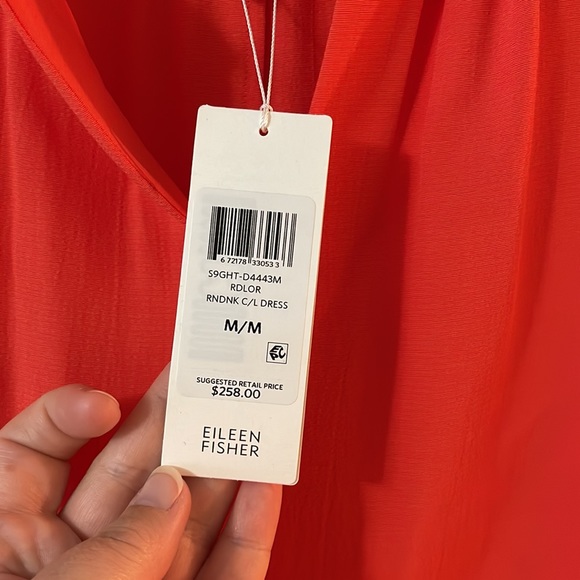 6 72178 33053 3
S9GHT-D4443M
RDLOR
RNDNK C/L DRESS
M/M
SUGGESTED RETAIL PRICE
$258.00
EILEEN
FISHER